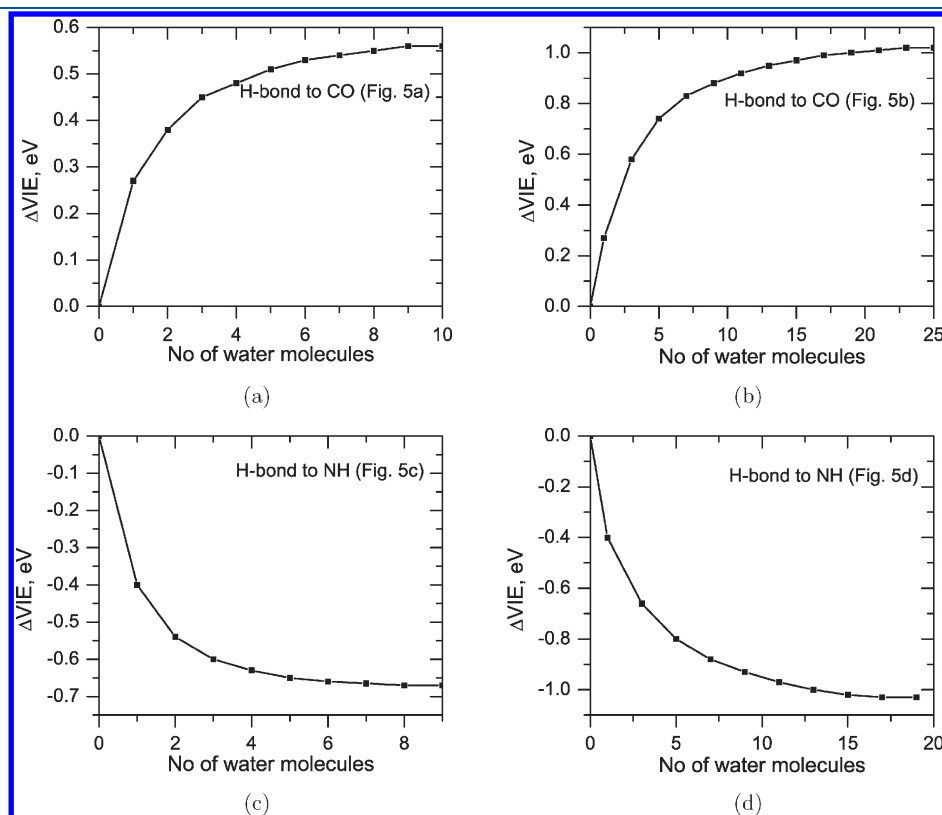 0.6
0.5
0.4
0.3
0.2
0.1
0.0
ΔVIE, eV
H-bond to CO (Fig. 5a)
0 2 4 6 8 10
No of water molecules
(a)
1.0
0.8
0.6
0.4
0.2
0.0
ΔVIE, eV
H-bond to CO (Fig. 5b)
0 5 10 15 20 25
No of water molecules
(b)
0.0
-0.1
-0.2
-0.3
-0.4
-0.5
-0.6
-0.7
ΔVIE, eV
H-bond to NH (Fig. 5c)
0 2 4 6 8
No of water molecules
(c)
0.0
-0.2
-0.4
-0.6
-0.8
-1.0
ΔVIE, eV
H-bond to NH (Fig. 5d)
0 5 10 15 20
No of water molecules
(d)